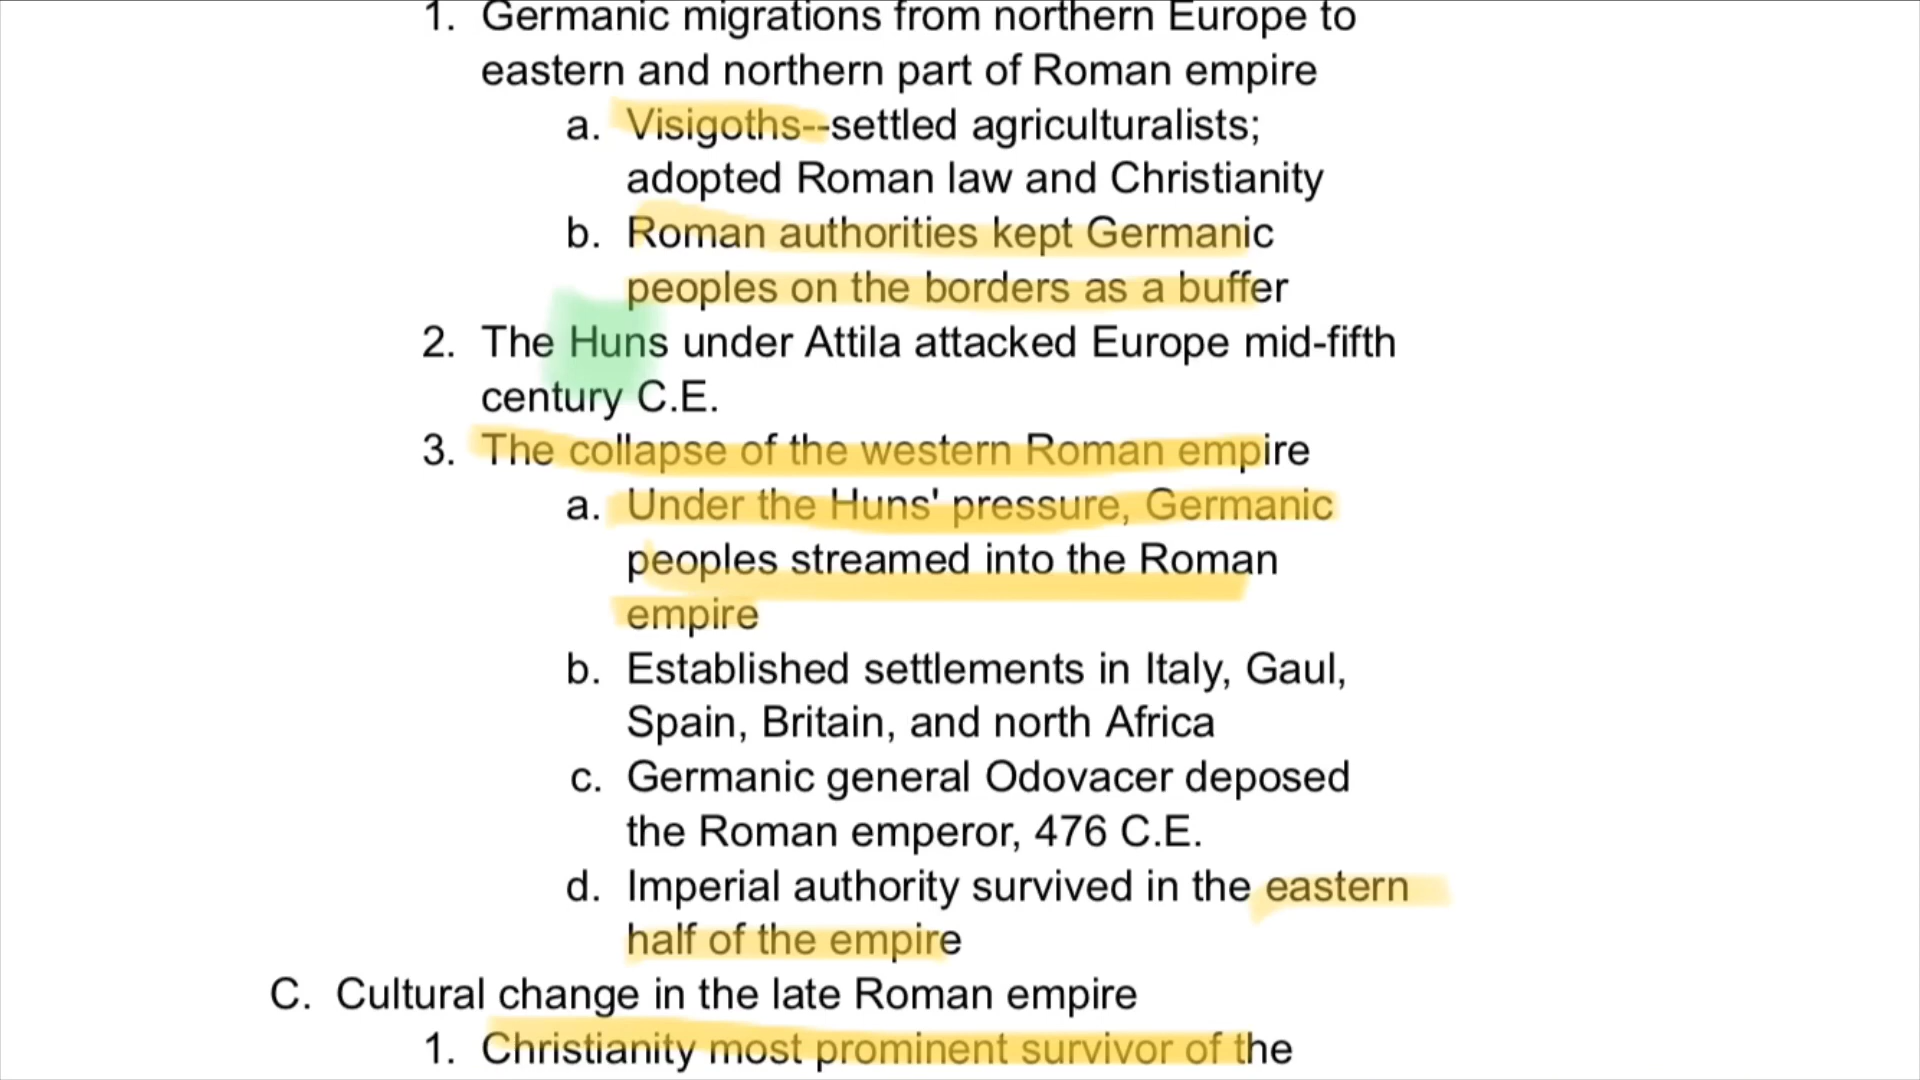 1. Germanic migrations from northern Europe to
eastern and northern part of Roman empire
a. Visigoths--settled agriculturalists;
adopted Roman law and Christianity
b. Roman authorities kept Germanic
peoples on the borders as a buffer
2. The Huns under Attila attacked Europe mid-fifth
century C.E.
3. The collapse of the western Roman empire
a. Under the Huns' pressure, Germanic
peoples streamed into the Roman
empire
b. Established settlements in Italy, Gaul,
Spain, Britain, and north Africa
c. Germanic general Odovacer deposed
the Roman emperor, 476 C.E.
d. Imperial authority survived in the eastern
half of the empire
C. Cultural change in the late Roman empire
1. Christianity most prominent survivor of the